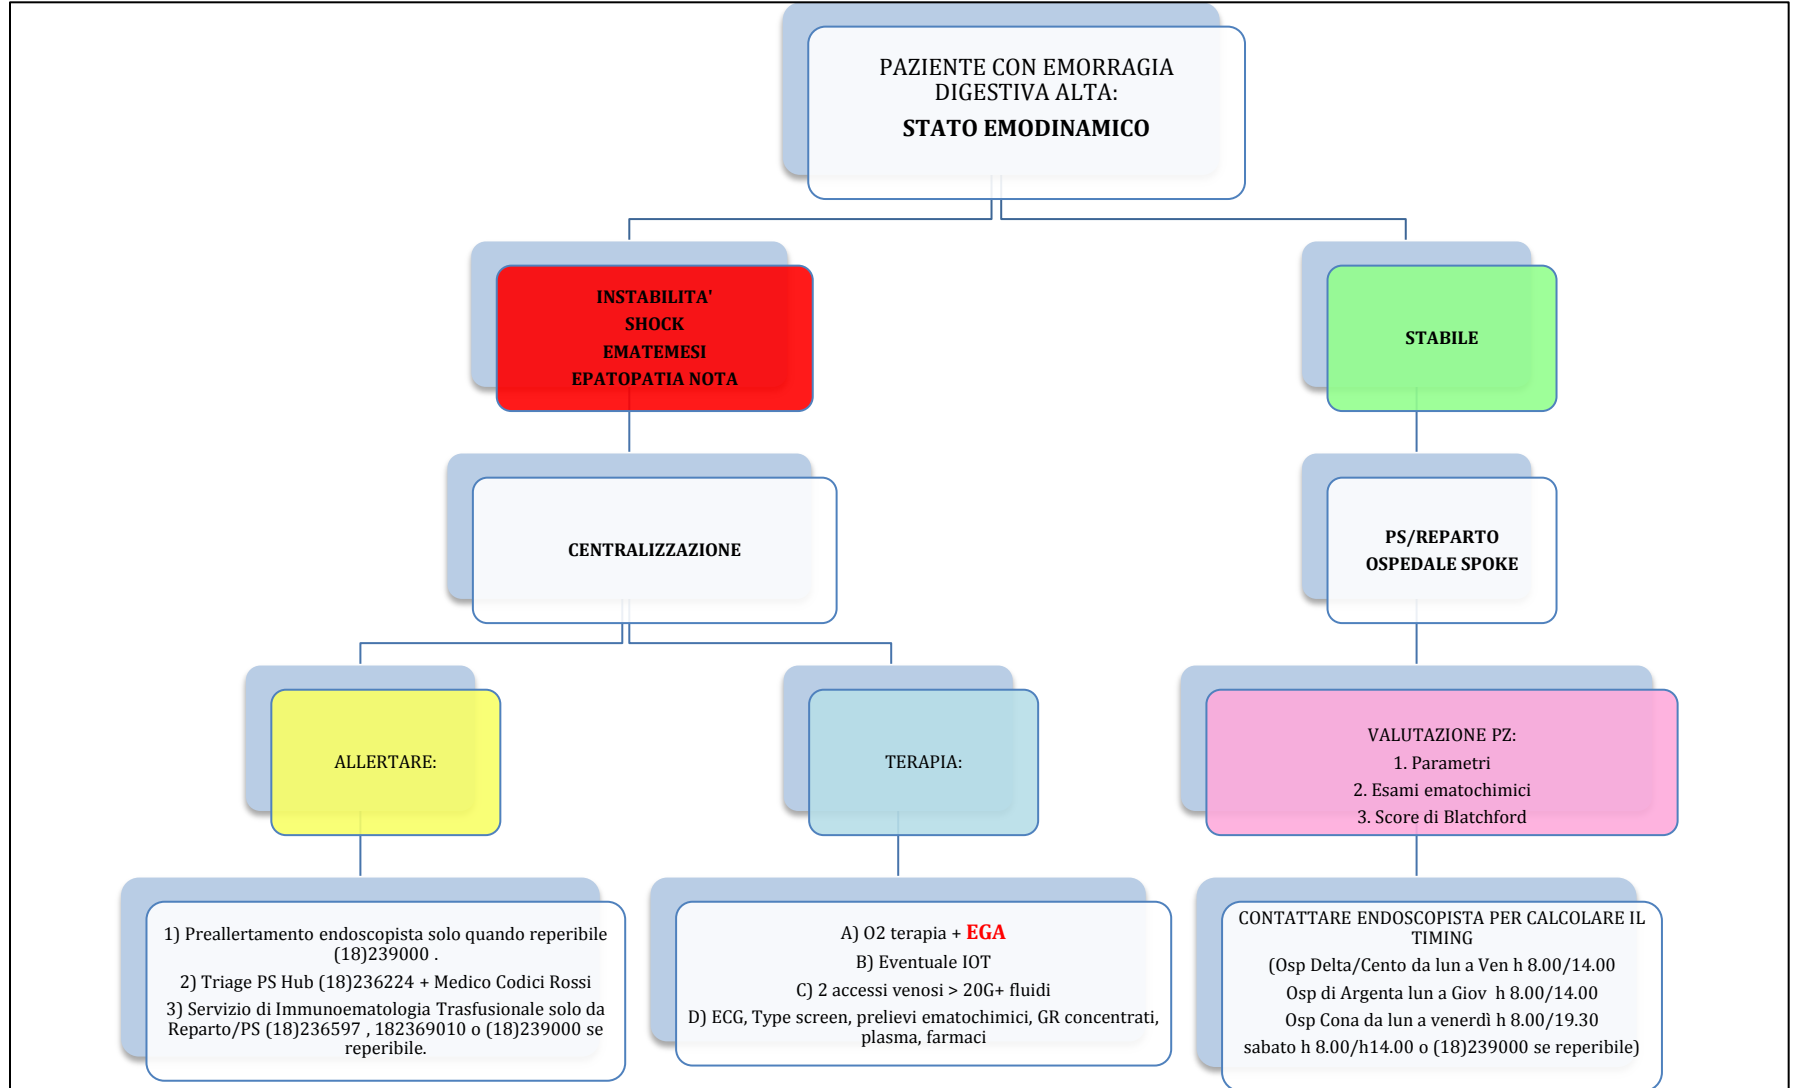 PAZIENTE CON EMORRAGIA
DIGESTIVA ALTA:
STATO EMODINAMICO
INSTABILITA'
SHOCK
EMATEMESI
EPATOPATIA NOTA
STABILE
CENTRALIZZAZIONE
PS/REPARTO
OSPEDALE SPOKE
ALLERTARE:
TERAPIA:
VALUTAZIONE PZ:
1. Parametri
2. Esami ematochimici
3. Score di Blatchford
1) Preallertamento endoscopista solo quando reperibile
(18)239000 .
2) Triage PS Hub (18)236224 + Medico Codici Rossi
3) Servizio di Immunoematologia Trasfusionale solo da
Reparto/PS (18)236597 , 182369010 o (18)239000 se
reperibile.
A) O2 terapia + EGA
B) Eventuale IOT
C) 2 accessi venosi > 20G+ fluidi
D) ECG, Type screen, prelievi ematochimici, GR concentrati,
plasma, farmaci
CONTATTARE ENDOSCOPISTA PER CALCOLARE IL
TIMING
(Osp Delta/Cento da lun a Ven h 8.00/14.00
Osp di Argenta lun a Giov h 8.00/14.00
Osp Cona da lun a venerdì h 8.00/19.30
sabato h 8.00/h14.00 o (18)239000 se reperibile)